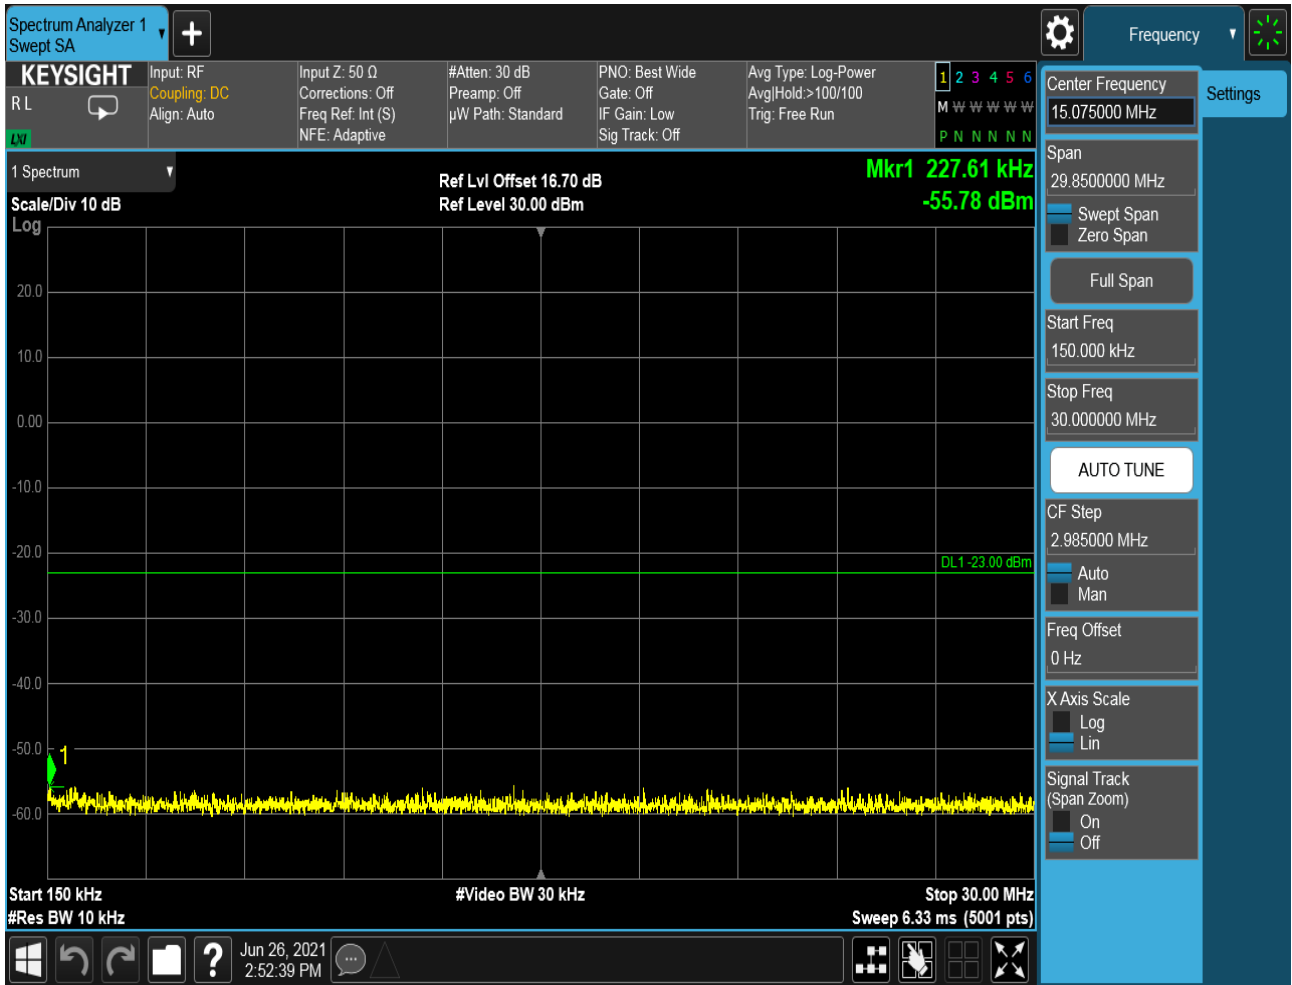 Spectrum Analyzer 1
Swept SA
Frequency
KEYSIGHT
R L
LXI
Input: RF
Coupling: DC
Align: Auto
Input Z: 50 Ω
Corrections: Off
Freq Ref: Int (S)
NFE: Adaptive
#Atten: 30 dB
Preamp: Off
µW Path: Standard
PNO: Best Wide
Gate: Off
IF Gain: Low
Sig Track: Off
Avg Type: Log-Power
Avg|Hold:>100/100
Trig: Free Run
1 2 3 4 5 6
M W W W W W
P N N N N N
1 Spectrum
Scale/Div 10 dB
Log
Ref Lvl Offset 16.70 dB
Ref Level 30.00 dBm
Mkr1 227.61 kHz
-55.78 dBm
20.0
10.0
0.00
-10.0
-20.0
DL1 -23.00 dBm
-30.0
-40.0
-50.0
1
-60.0
Start 150 kHz
#Video BW 30 kHz
Stop 30.00 MHz
#Res BW 10 kHz
Sweep 6.33 ms (5001 pts)
?
Jun 26, 2021
2:52:39 PM
Center Frequency
15.075000 MHz
Settings
Span
29.8500000 MHz
Swept Span
Zero Span
Full Span
Start Freq
150.000 kHz
Stop Freq
30.000000 MHz
AUTO TUNE
CF Step
2.985000 MHz
Auto
Man
Freq Offset
0 Hz
X Axis Scale
Log
Lin
Signal Track
(Span Zoom)
On
Off